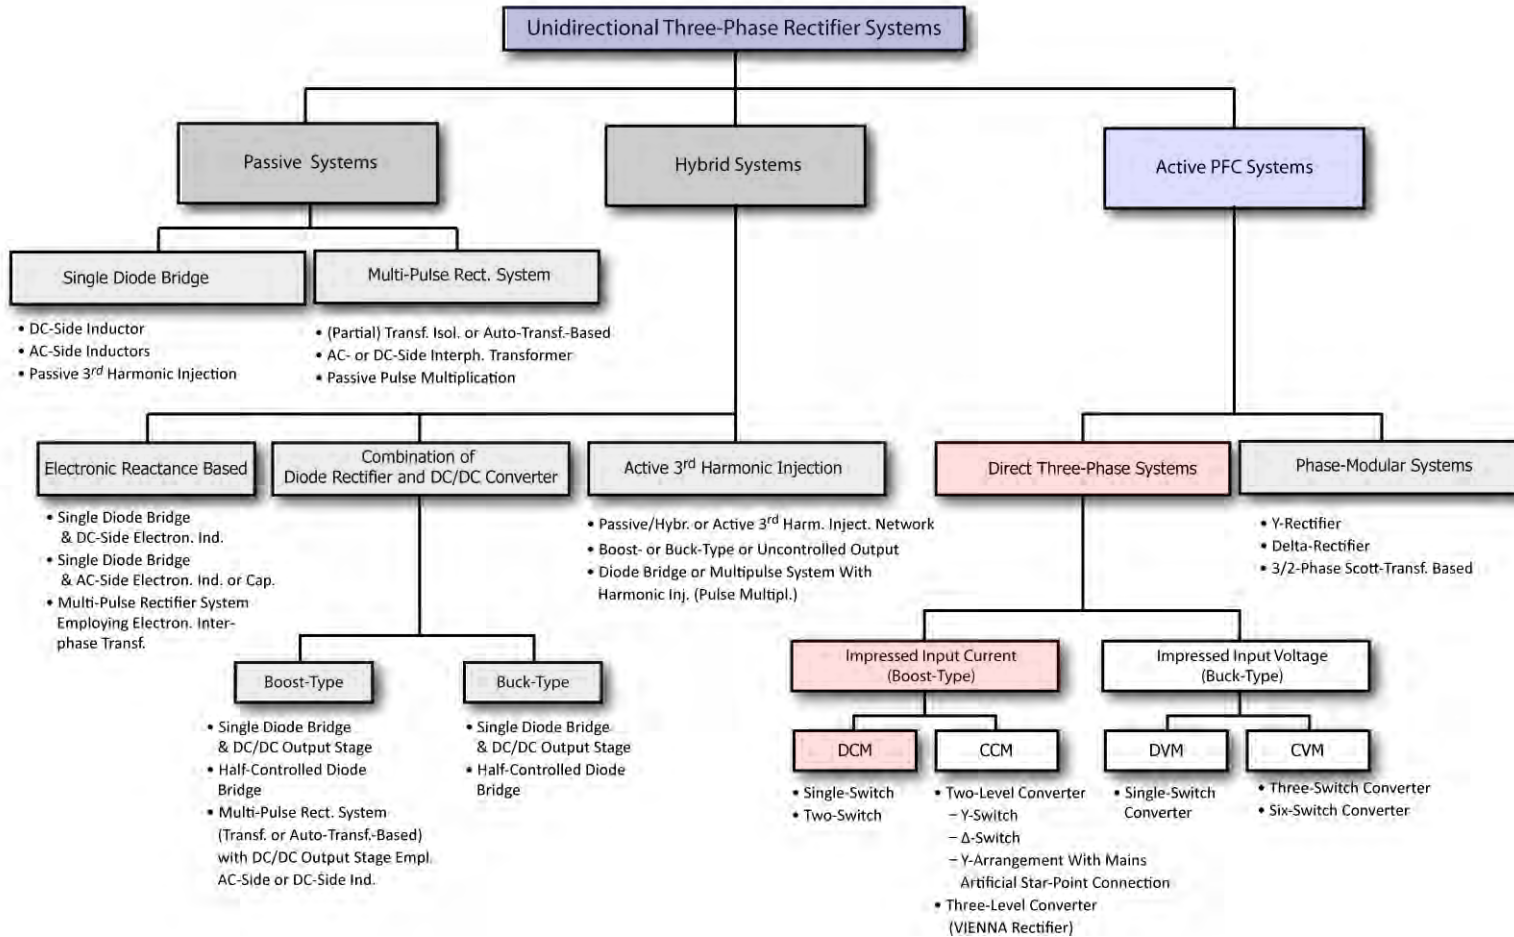 Unidirectional Three-Phase Rectifier Systems
Passive Systems
Hybrid Systems
Active PFC Systems
Single Diode Bridge
Multi-Pulse Rect. System
• DC-Side Inductor
• AC-Side Inductors
• Passive 3rd Harmonic Injection
• (Partial) Transf. Isol. or Auto-Transf.-Based
• AC- or DC-Side Interph. Transformer
• Passive Pulse Multiplication
Electronic Reactance Based
Combination of
Diode Rectifier and DC/DC Converter
Active 3rd Harmonic Injection
Direct Three-Phase Systems
Phase-Modular Systems
• Single Diode Bridge
& DC-Side Electron. Ind.
• Single Diode Bridge
& AC-Side Electron. Ind. or Cap.
• Multi-Pulse Rectifier System
Employing Electron. Inter-
phase Transf.
• Passive/Hybr. or Active 3rd Harm. Inject. Network
• Boost- or Buck-Type or Uncontrolled Output
• Diode Bridge or Multipulse System With
Harmonic Inj. (Pulse Multipl.)
• Y-Rectifier
• Delta-Rectifier
• 3/2-Phase Scott-Transf. Based
Boost-Type
Buck-Type
• Single Diode Bridge
& DC/DC Output Stage
• Half-Controlled Diode
Bridge
• Multi-Pulse Rect. System
(Transf. or Auto-Transf.-Based)
with DC/DC Output Stage Empl.
AC-Side or DC-Side Ind.
• Single Diode Bridge
& DC/DC Output Stage
• Half-Controlled Diode
Bridge
Impressed Input Current
(Boost-Type)
Impressed Input Voltage
(Buck-Type)
DCM
CCM
DVM
CVM
• Single-Switch
• Two-Switch
• Two-Level Converter
– Y-Switch
– Δ-Switch
– Y-Arrangement With Mains
Artificial Star-Point Connection
• Three-Level Converter
(VIENNA Rectifier)
• Single-Switch
Converter
• Three-Switch Converter
• Six-Switch Converter